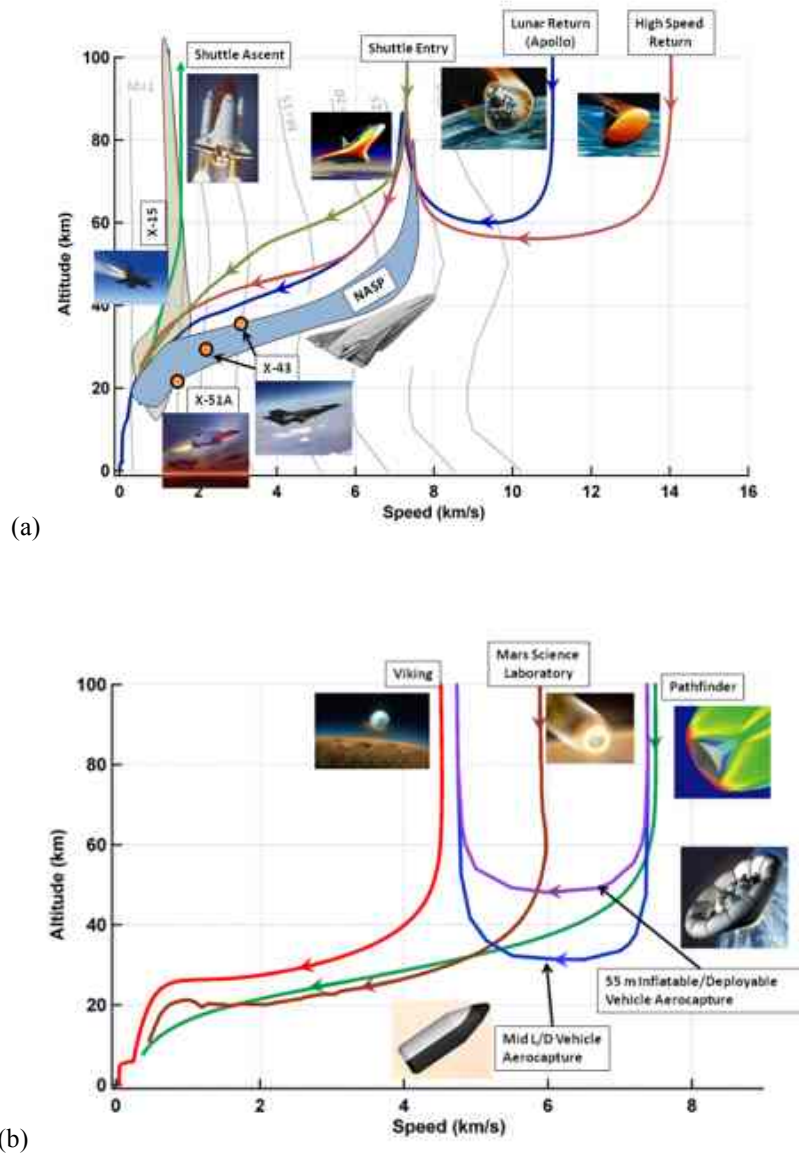 Lunar Return
(Apollo)
High Speed
Return
Shuttle Entry
Shuttle Ascent
100
M=1
M=15
80
60
X-15
Altitude (km)
40
NASP
X-43
20
X-51A
0
0 2 4 6 8 10 12 14 16
Speed (km/s)
(a)
Mars Science
Laboratory
Viking
Pathfinder
100
80
60
Altitude (km)
40
55 m Inflatable/Deployable
Vehicle Aerocapture
20
Mid L/D Vehicle
Aerocapture
0
0 2 4 6 8
Speed (km/s)
(b)